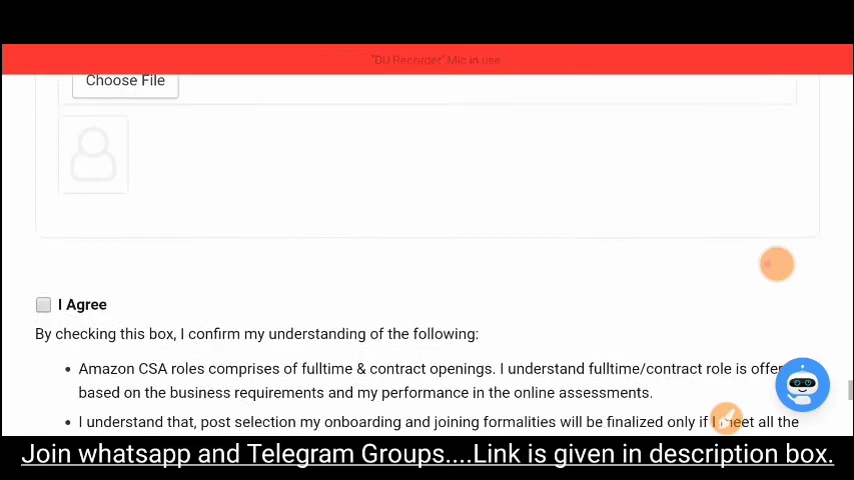 "DU Recorder" Mic in use
Choose File
I Agree
By checking this box, I confirm my understanding of the following:
Amazon CSA roles comprises of fulltime & contract openings. I understand fulltime/contract role is
based on the business requirements and my performance in the online assessments.
I understand that, post selection my onboarding and joining formalities will be finalized only if I meet all the
Join whatsapp and Telegram Groups....Link is given in description box.